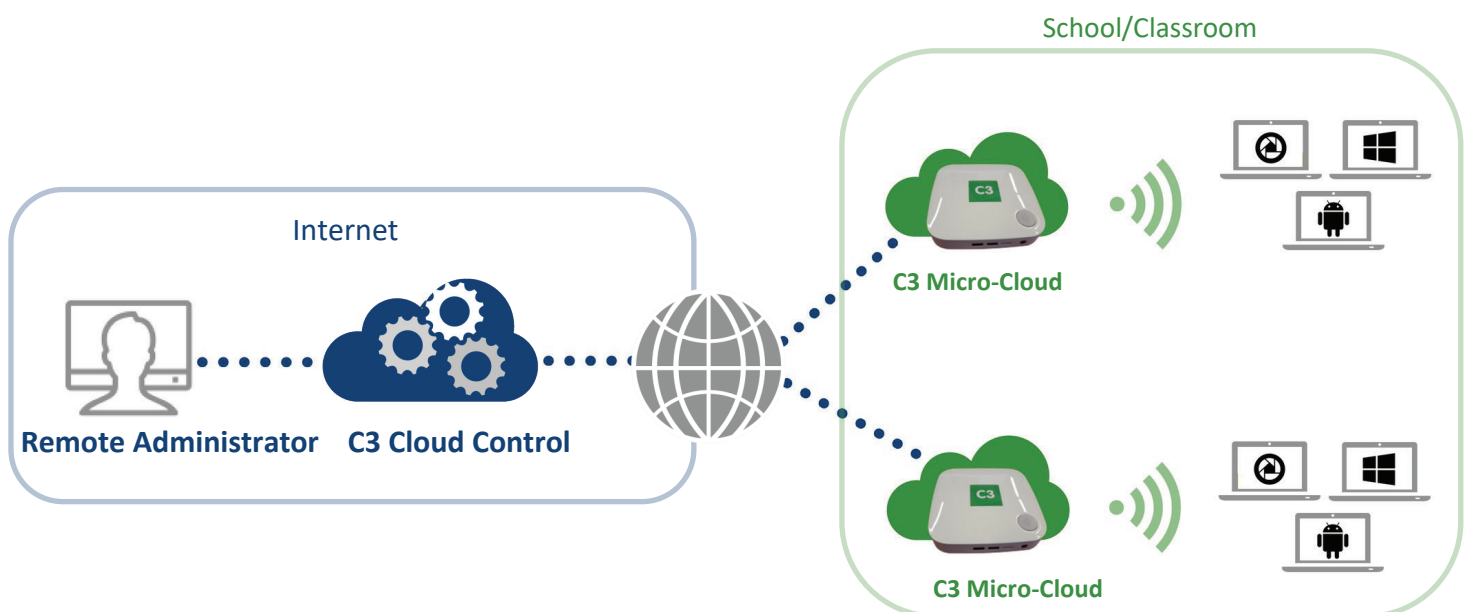 School/Classroom
Internet
C3
C3 Micro-Cloud
Remote Administrator
C3 Cloud Control
C3
C3 Micro-Cloud